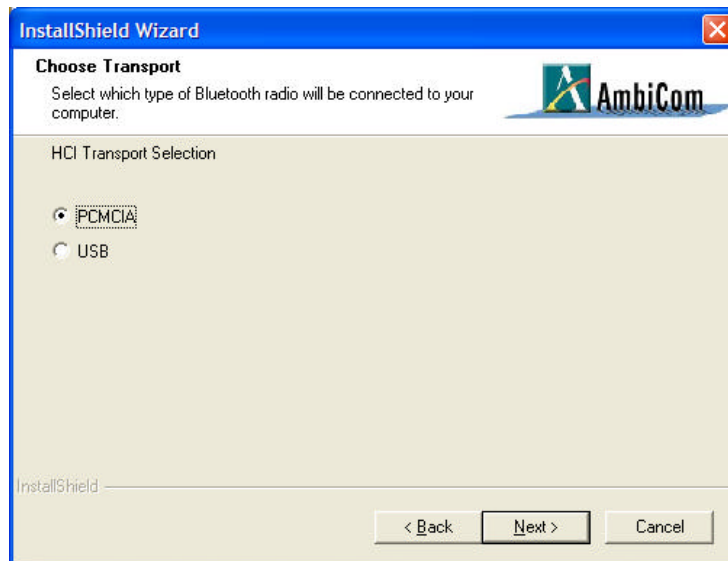 InstallShield Wizard
Choose Transport
Select which type of Bluetooth radio will be connected to your
computer.
AmbiCom
HCI Transport Selection
PCMCIA
USB
InstallShield
< Back
Next >
Cancel